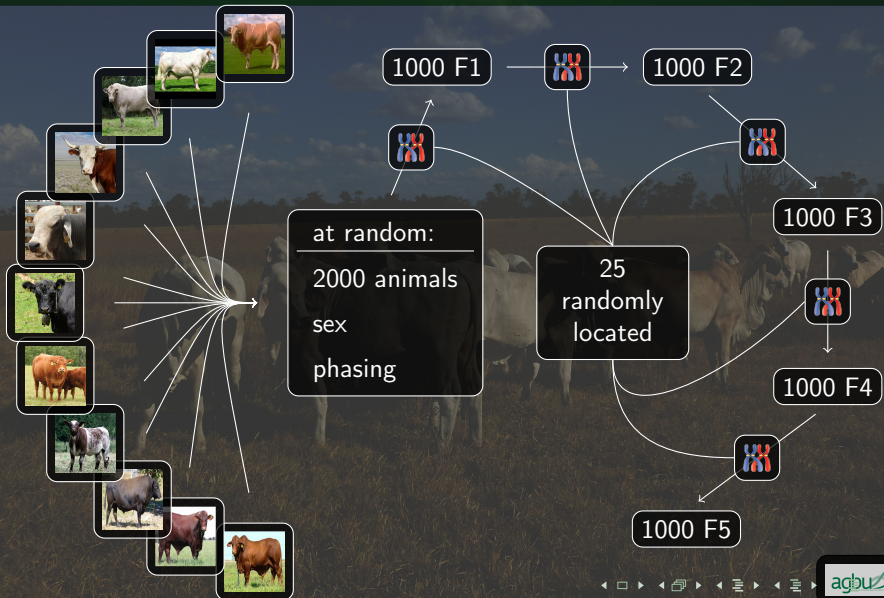 1000 F1
1000 F2
1000 F3
at random:
2000 animals
sex
phasing
25
randomly
located
1000 F4
1000 F5
agbu